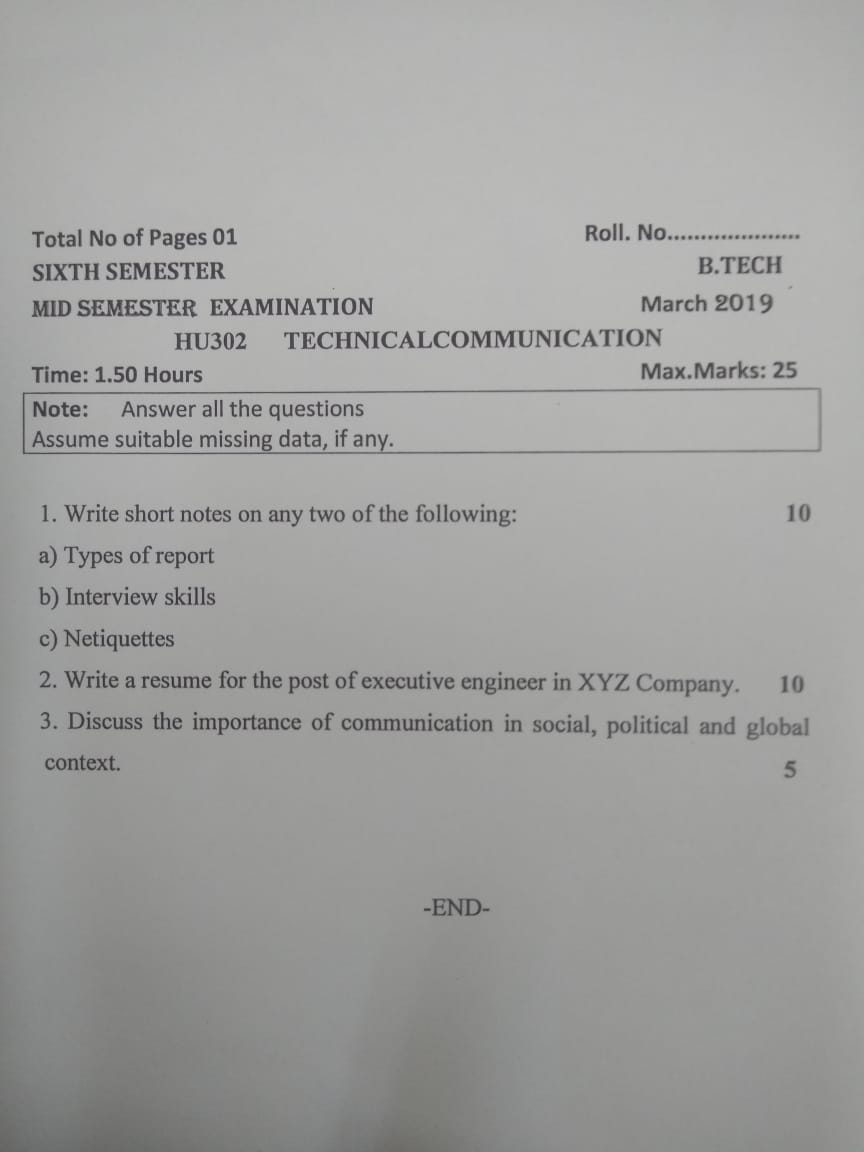 Total No of Pages 01 Roll. No.....................
SIXTH SEMESTER B.TECH
MID SEMESTER EXAMINATION March 2019
HU302 TECHNICALCOMMUNICATION
Time: 1.50 Hours Max.Marks: 25
Note: Answer all the questions
Assume suitable missing data, if any.
1. Write short notes on any two of the following: 10
a) Types of report
b) Interview skills
c) Netiquettes
2. Write a resume for the post of executive engineer in XYZ Company. 10
3. Discuss the importance of communication in social, political and global
context. 5
-END-